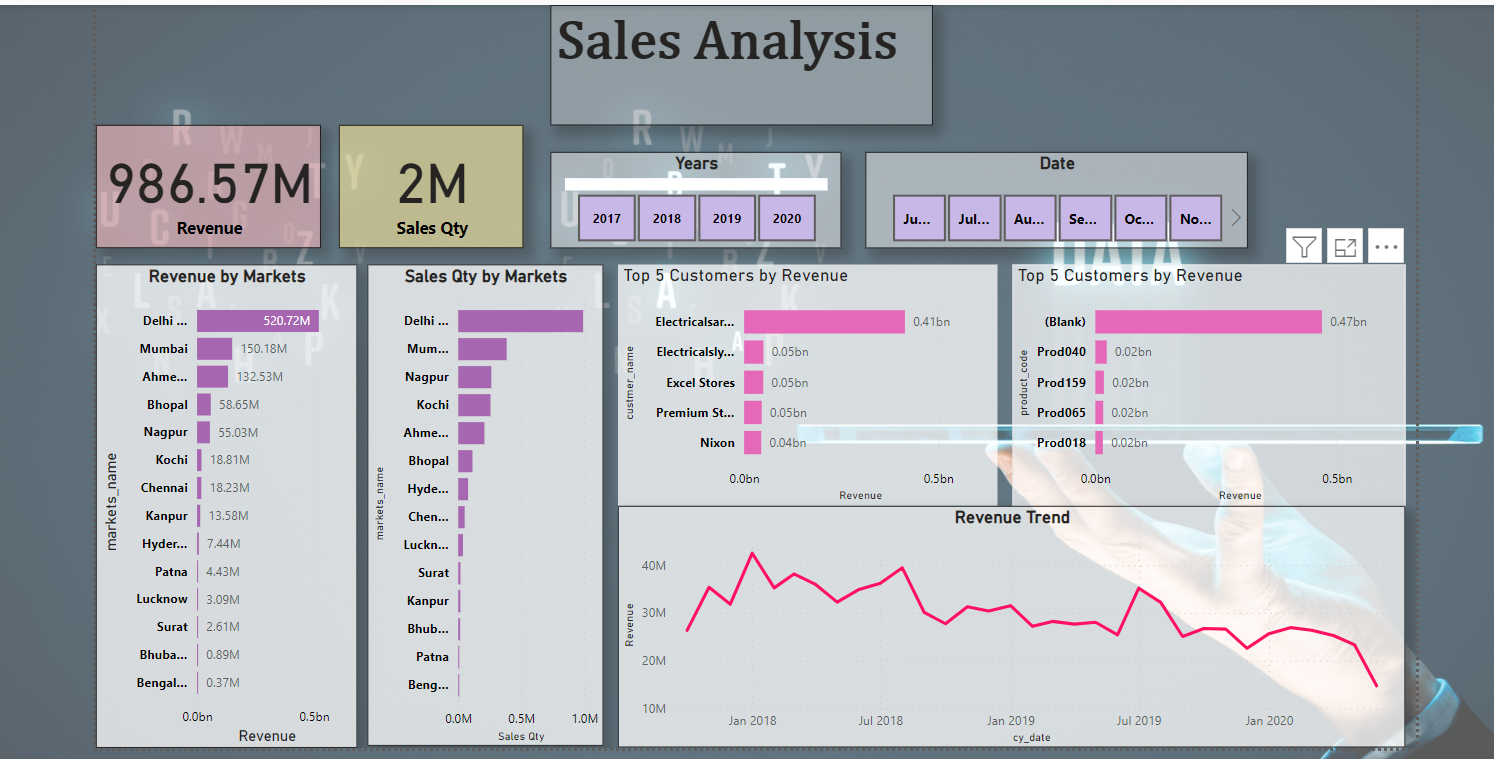 Sales Analysis
986.57M
Revenue
2M
Sales Qty
Years
2017 2018 2019 2020
Date
Ju... Jul... Au... Se... Oc... No...
DATA
Revenue by Markets
markets_name
Delhi ... 520.72M
Mumbai 150.18M
Ahme... 132.53M
Bhopal 58.65M
Nagpur 55.03M
Kochi 18.81M
Chennai 18.23M
Kanpur 13.58M
Hyder... 7.44M
Patna 4.43M
Lucknow 3.09M
Surat 2.61M
Bhuba... 0.89M
Bengal... 0.37M
0.0bn 0.5bn
Revenue
Sales Qty by Markets
markets_name
Delhi ...
Mum...
Nagpur
Kochi
Ahme...
Bhopal
Hyde...
Chen...
Luckn...
Surat
Kanpur
Bhub...
Patna
Beng...
0.0M 0.5M 1.0M
Sales Qty
Top 5 Customers by Revenue
custmer_name
Electricalsar... 0.41bn
Electricalsly... 0.05bn
Excel Stores 0.05bn
Premium St... 0.05bn
Nixon 0.04bn
0.0bn 0.5bn
Revenue
Top 5 Customers by Revenue
product_code
(Blank) 0.47bn
Prod040 0.02bn
Prod159 0.02bn
Prod065 0.02bn
Prod018 0.02bn
0.0bn 0.5bn
Revenue
Revenue Trend
Revenue
40M
30M
20M
10M
Jan 2018 Jul 2018 Jan 2019 Jul 2019 Jan 2020
cy_date